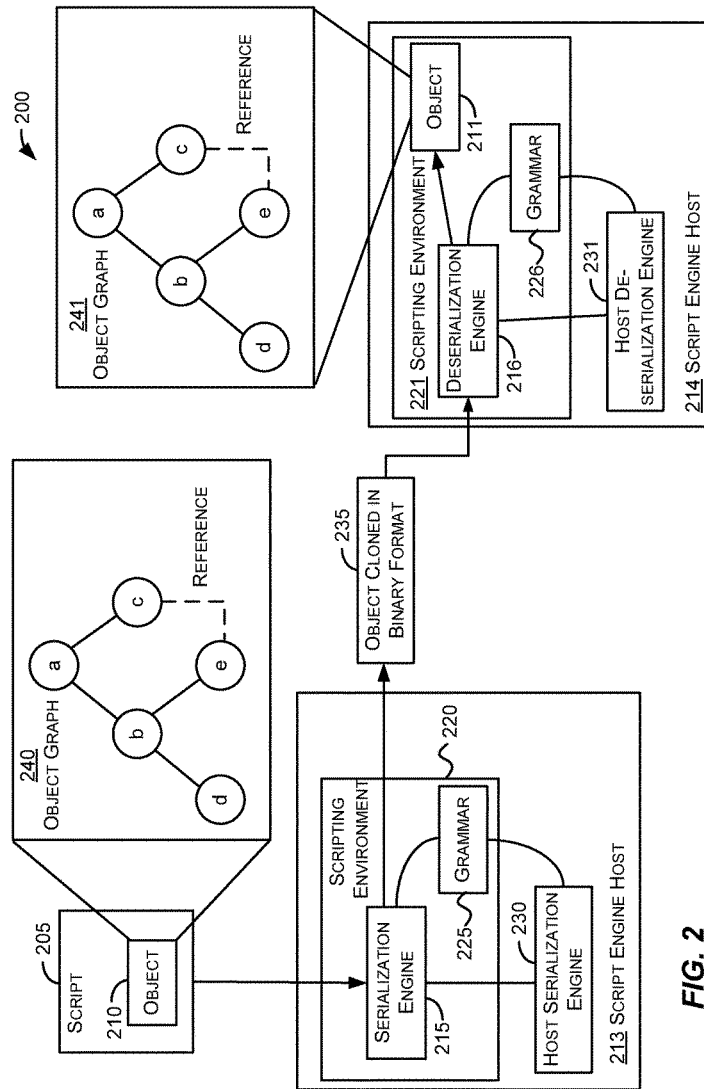 200
205
SCRIPT
210
OBJECT
240
OBJECT GRAPH
a
b
c
d
e
REFERENCE
220
SCRIPTING
ENVIRONMENT
SERIALIZATION
ENGINE
215
GRAMMAR
225
230
HOST SERIALIZATION
ENGINE
213 SCRIPT ENGINE HOST
235
OBJECT CLONED IN
BINARY FORMAT
241
OBJECT GRAPH
a
b
c
d
e
REFERENCE
221 SCRIPTING ENVIRONMENT
OBJECT
211
DESERIALIZATION
ENGINE
216
GRAMMAR
226
231
HOST DE-
SERIALIZATION ENGINE
214 SCRIPT ENGINE HOST
FIG. 2